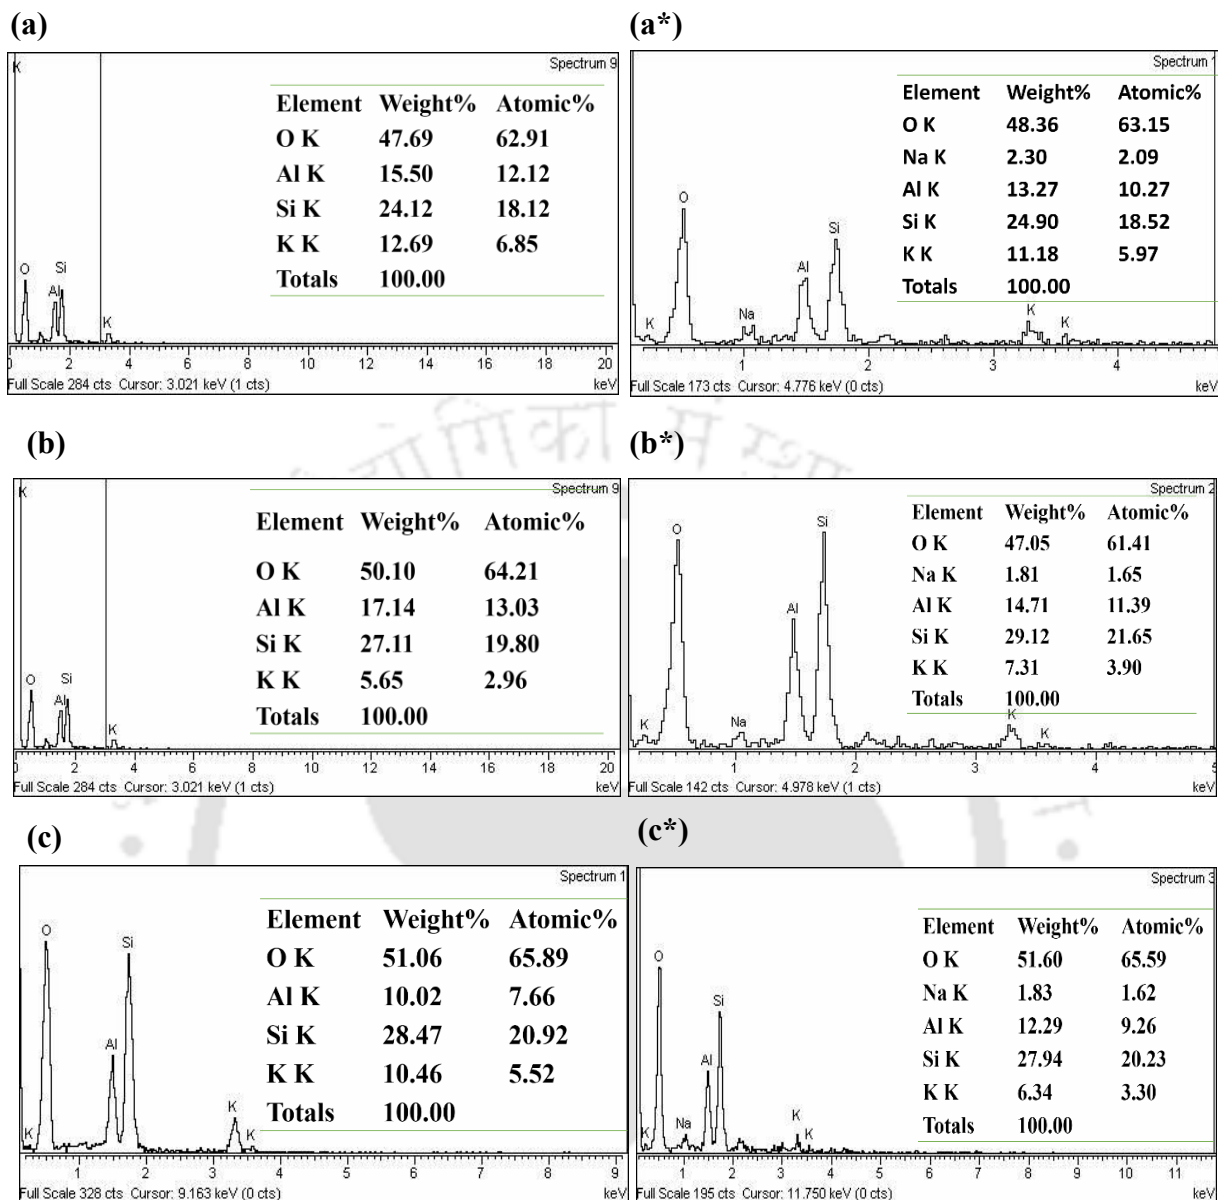 (a)
K
Spectrum 9
Element Weight% Atomic%
O K 47.69 62.91
Al K 15.50 12.12
Si K 24.12 18.12
K K 12.69 6.85
Totals 100.00
O
Al
Si
K
0 2 4 6 8 10 12 14 16 18 20
Full Scale 284 cts Cursor: 3.021 keV (1 cts)
keV
(a*)
Spectrum 1
Element Weight% Atomic%
O K 48.36 63.15
Na K 2.30 2.09
Al K 13.27 10.27
Si K 24.90 18.52
K K 11.18 5.97
Totals 100.00
K
O
Na
Al
Si
K
K
1 2 3 4
Full Scale 173 cts Cursor: 4.776 keV (0 cts)
keV
(b)
K
Spectrum 9
Element Weight% Atomic%
O K 50.10 64.21
Al K 17.14 13.03
Si K 27.11 19.80
K K 5.65 2.96
Totals 100.00
O
Al
Si
K
0 2 4 6 8 10 12 14 16 18 20
Full Scale 284 cts Cursor: 3.021 keV (1 cts)
keV
(b*)
Spectrum 2
Element Weight% Atomic%
O K 47.05 61.41
Na K 1.81 1.65
Al K 14.71 11.39
Si K 29.12 21.65
K K 7.31 3.90
Totals 100.00
K
O
Na
Al
Si
K
K
1 2 3 4 5
Full Scale 142 cts Cursor: 4.978 keV (1 cts)
keV
(c)
Spectrum 1
Element Weight% Atomic%
O K 51.06 65.89
Al K 10.02 7.66
Si K 28.47 20.92
K K 10.46 5.52
Totals 100.00
K
O
Al
Si
K
K
1 2 3 4 5 6 7 8 9
Full Scale 328 cts Cursor: 9.163 keV (0 cts)
keV
(c*)
Spectrum 3
Element Weight% Atomic%
O K 51.60 65.59
Na K 1.83 1.62
Al K 12.29 9.26
Si K 27.94 20.23
K K 6.34 3.30
Totals 100.00
K
O
Na
Al
Si
K
K
1 2 3 4 5 6 7 8 9 10 11
Full Scale 195 cts Cursor: 11.750 keV (0 cts)
keV